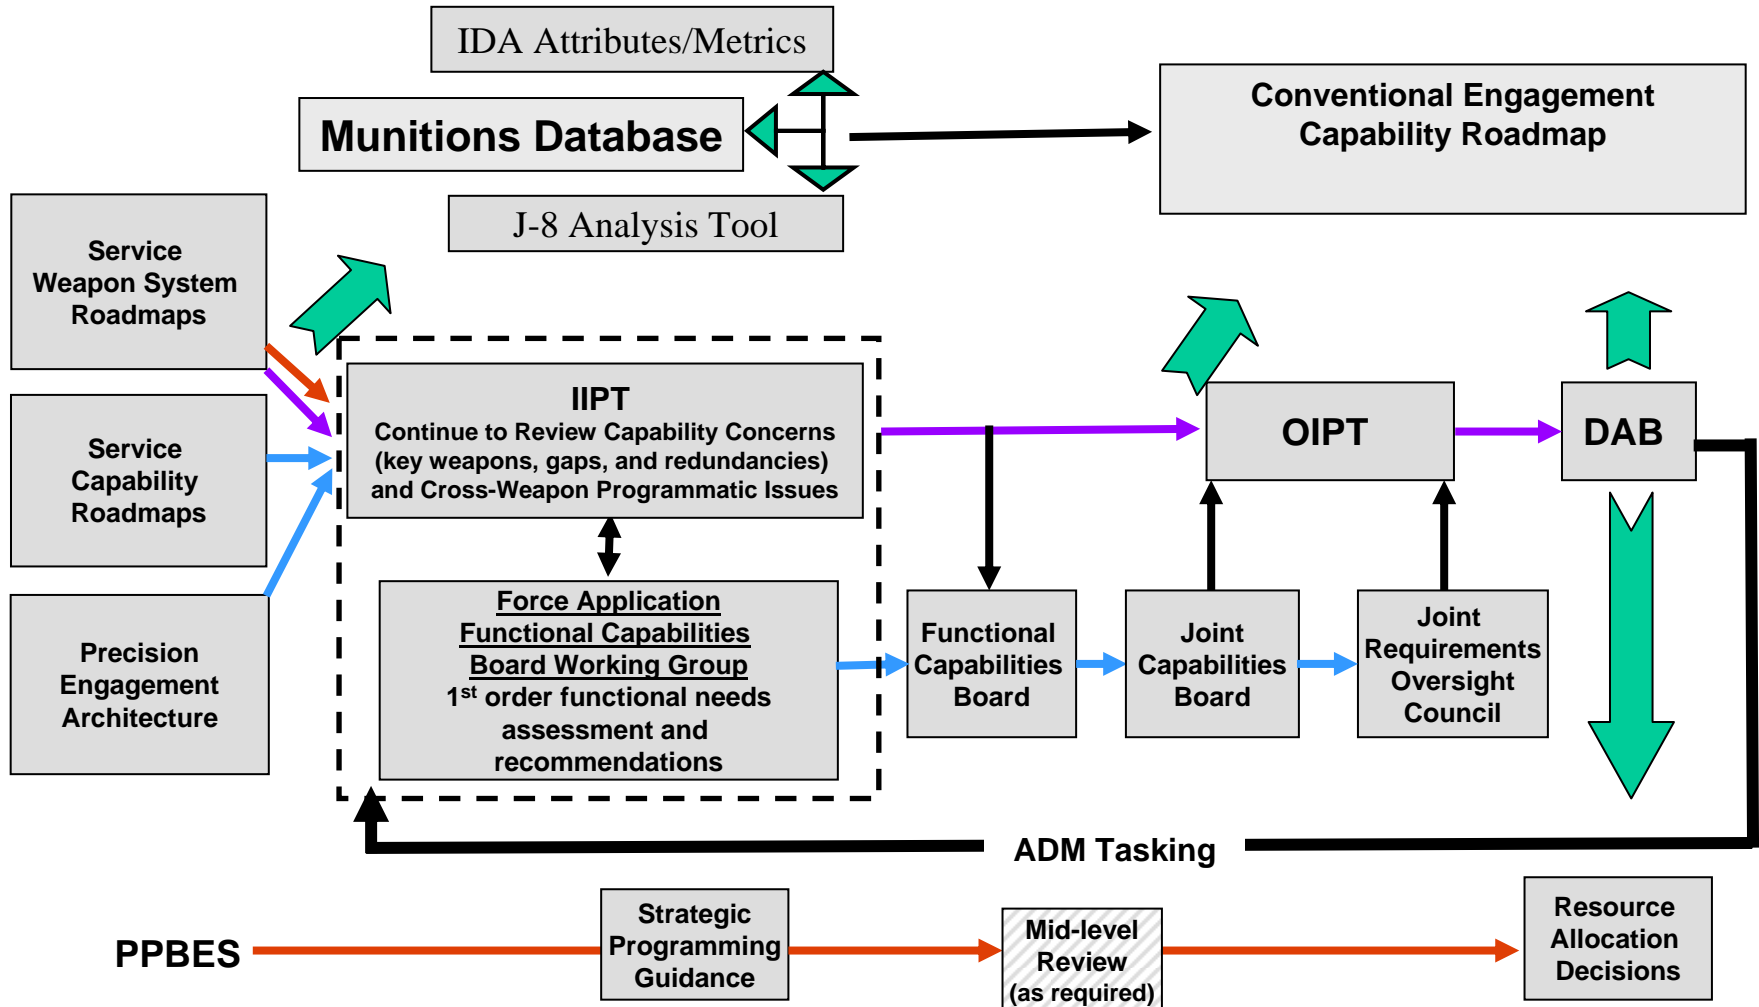 IDA Attributes/Metrics
Munitions Database
J-8 Analysis Tool
Conventional Engagement
Capability Roadmap
Service
Weapon System
Roadmaps
Service
Capability
Roadmaps
Precision
Engagement
Architecture
IIPT
Continue to Review Capability Concerns
(key weapons, gaps, and redundancies)
and Cross-Weapon Programmatic Issues
Force Application
Functional Capabilities
Board Working Group
1st order functional needs
assessment and
recommendations
OIPT
DAB
Functional
Capabilities
Board
Joint
Capabilities
Board
Joint
Requirements
Oversight
Council
ADM Tasking
PPBES
Strategic
Programming
Guidance
Mid-level
Review
(as required)
Resource
Allocation
Decisions